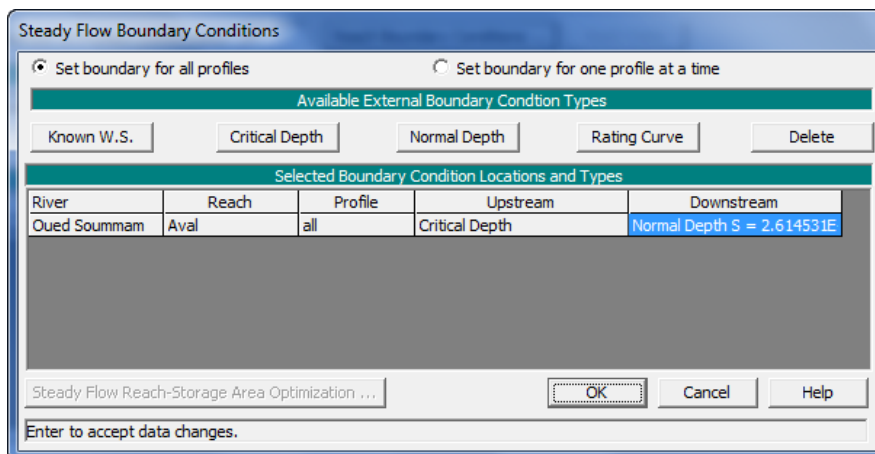 Steady Flow Boundary Conditions
Set boundary for all profiles Set boundary for one profile at a time
Available External Boundary Condtion Types
Known W.S. Critical Depth Normal Depth Rating Curve Delete
Selected Boundary Condition Locations and Types
River Reach Profile Upstream Downstream
Oued Soummam Aval all Critical Depth Normal Depth S = 2.614531E
Steady Flow Reach-Storage Area Optimization ... OK Cancel Help
Enter to accept data changes.